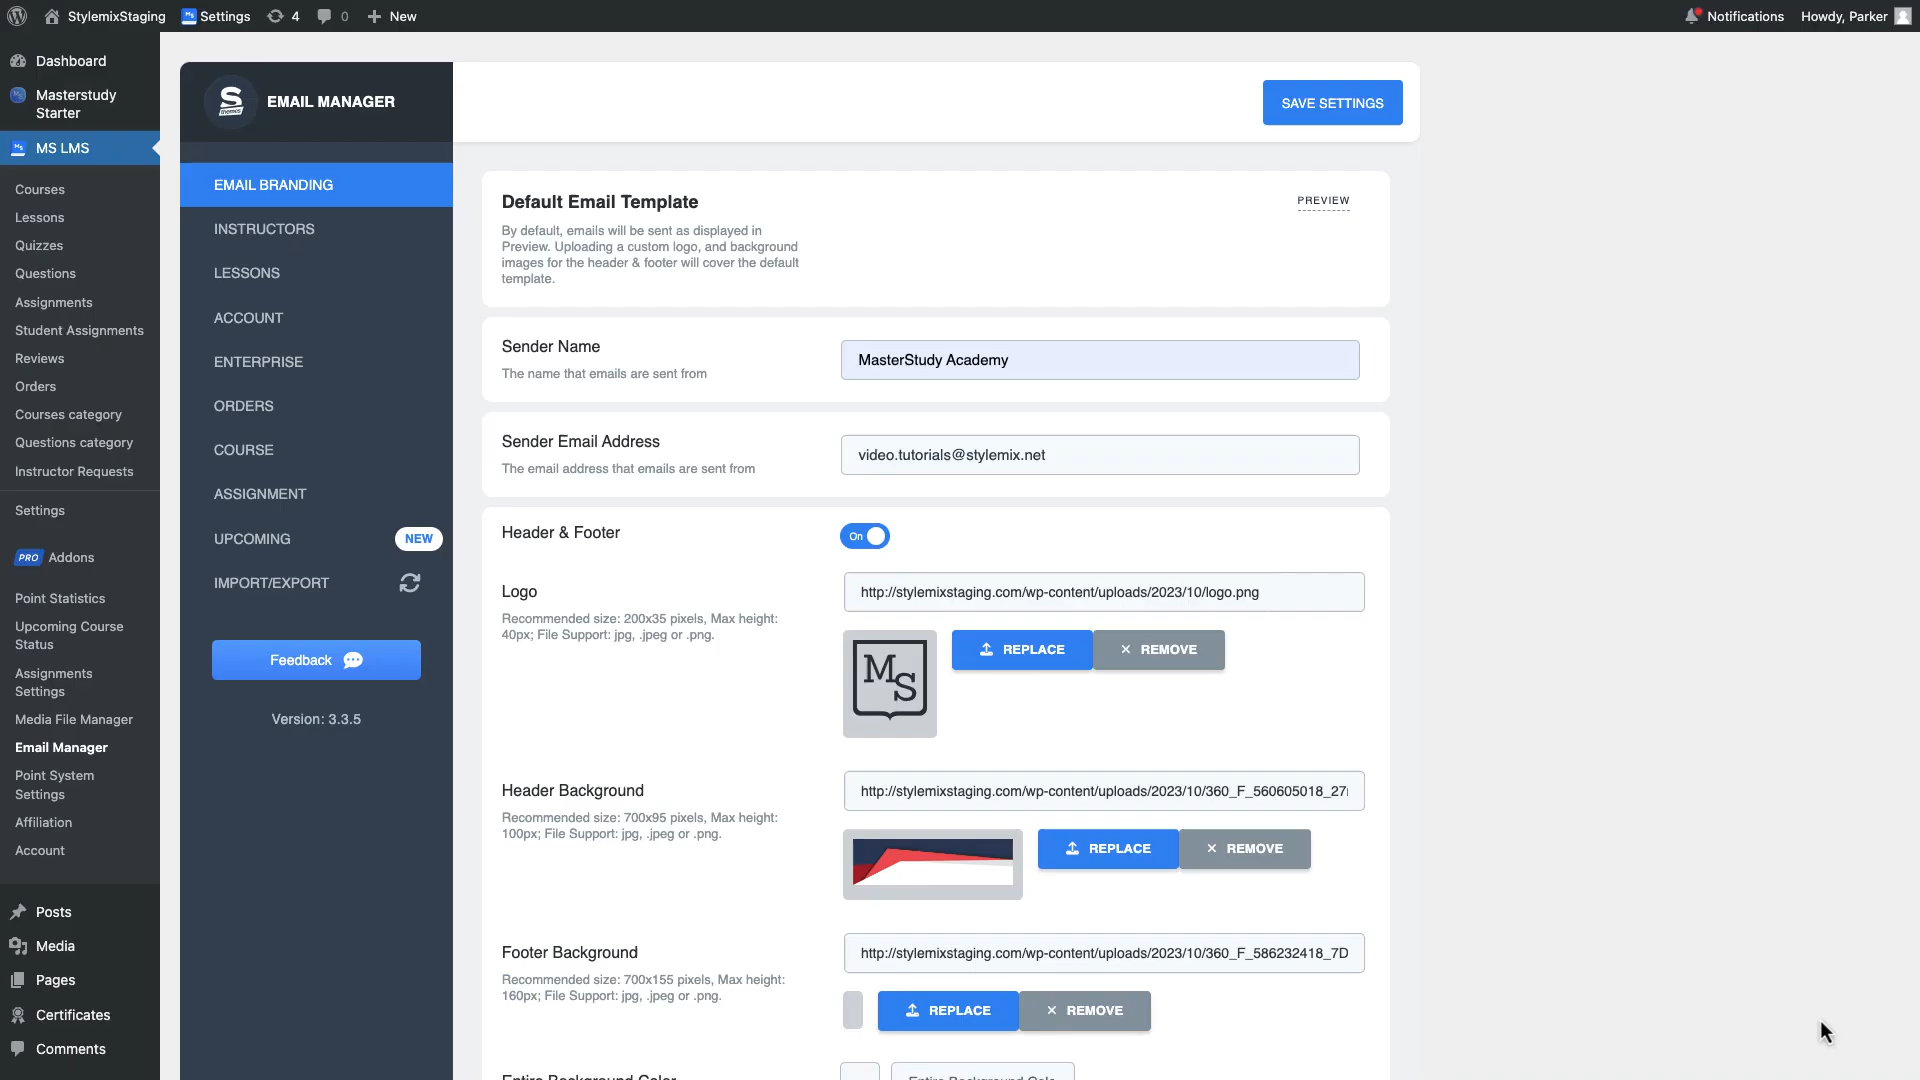 StylemixStaging
Settings
4
0
New
Notifications
Howdy, Parker
Dashboard
Masterstudy
Starter
MS LMS
Courses
Lessons
Quizzes
Questions
Assignments
Student Assignments
Reviews
Orders
Courses category
Questions category
Instructor Requests
Settings
PRO Addons
Point Statistics
Upcoming Course
Status
Assignments
Settings
Media File Manager
Email Manager
Point System
Settings
Affiliation
Account
Posts
Media
Pages
Certificates
Comments
EMAIL MANAGER
EMAIL BRANDING
INSTRUCTORS
LESSONS
ACCOUNT
ENTERPRISE
ORDERS
COURSE
ASSIGNMENT
UPCOMING NEW
IMPORT/EXPORT
Feedback
Version: 3.3.5
SAVE SETTINGS
Default Email Template
PREVIEW
By default, emails will be sent as displayed in
Preview. Uploading a custom logo, and background
images for the header & footer will cover the default
template.
Sender Name
The name that emails are sent from
MasterStudy Academy
Sender Email Address
The email address that emails are sent from
video.tutorials@stylemix.net
Header & Footer
On
Logo
Recommended size: 200x35 pixels, Max height:
40px; File Support: jpg, .jpeg or .png.
http://stylemixstaging.com/wp-content/uploads/2023/10/logo.png
MS
REPLACE
REMOVE
Header Background
Recommended size: 700x95 pixels, Max height:
100px; File Support: jpg, .jpeg or .png.
http://stylemixstaging.com/wp-content/uploads/2023/10/360_F_560605018_27
REPLACE
REMOVE
Footer Background
Recommended size: 700x155 pixels, Max height:
160px; File Support: jpg, .jpeg or .png.
http://stylemixstaging.com/wp-content/uploads/2023/10/360_F_586232418_7D
REPLACE
REMOVE
Entire Background Color
Entire Background Colo